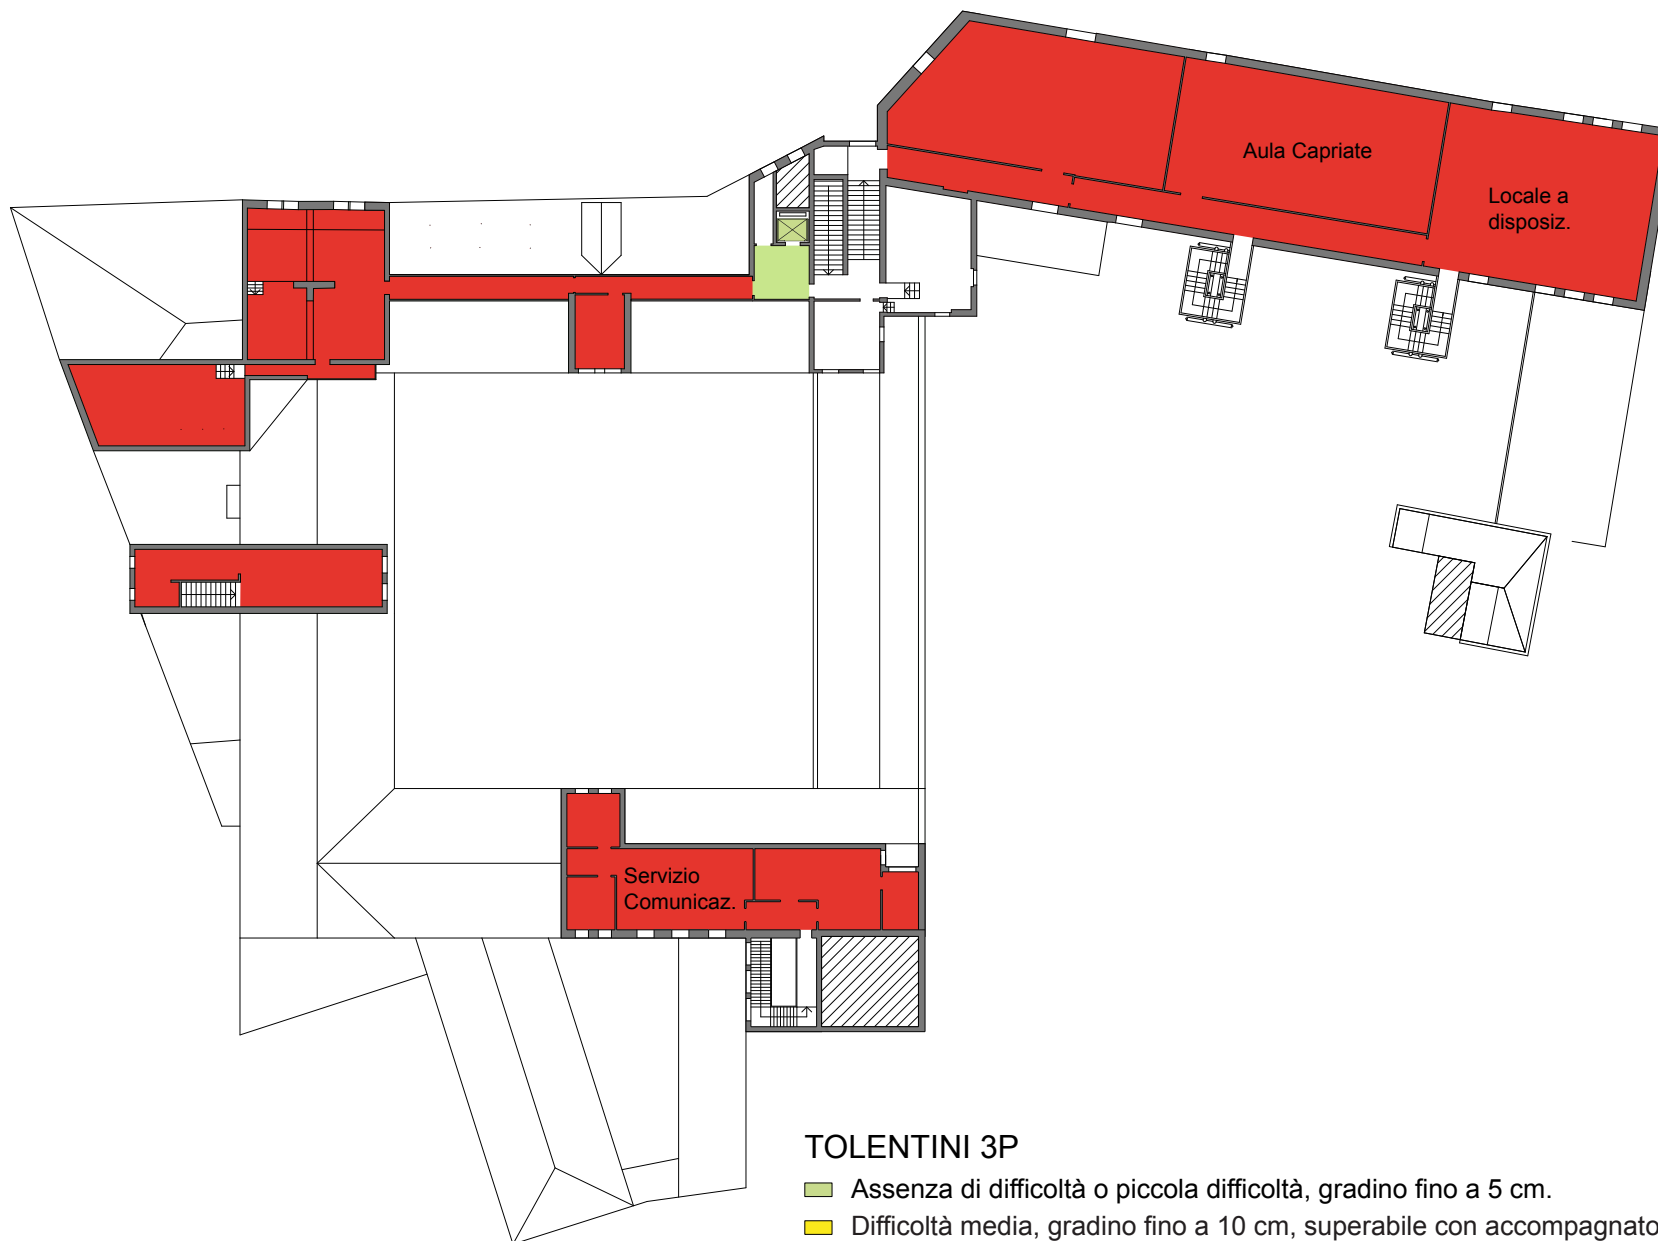 Aula Capriate
Locale a
disposiz.
Servizio
Comunicaz.
TOLENTINI 3P
Assenza di difficoltà o piccola difficoltà, gradino fino a 5 cm.
Difficoltà media, gradino fino a 10 cm, superabile con accompagnato